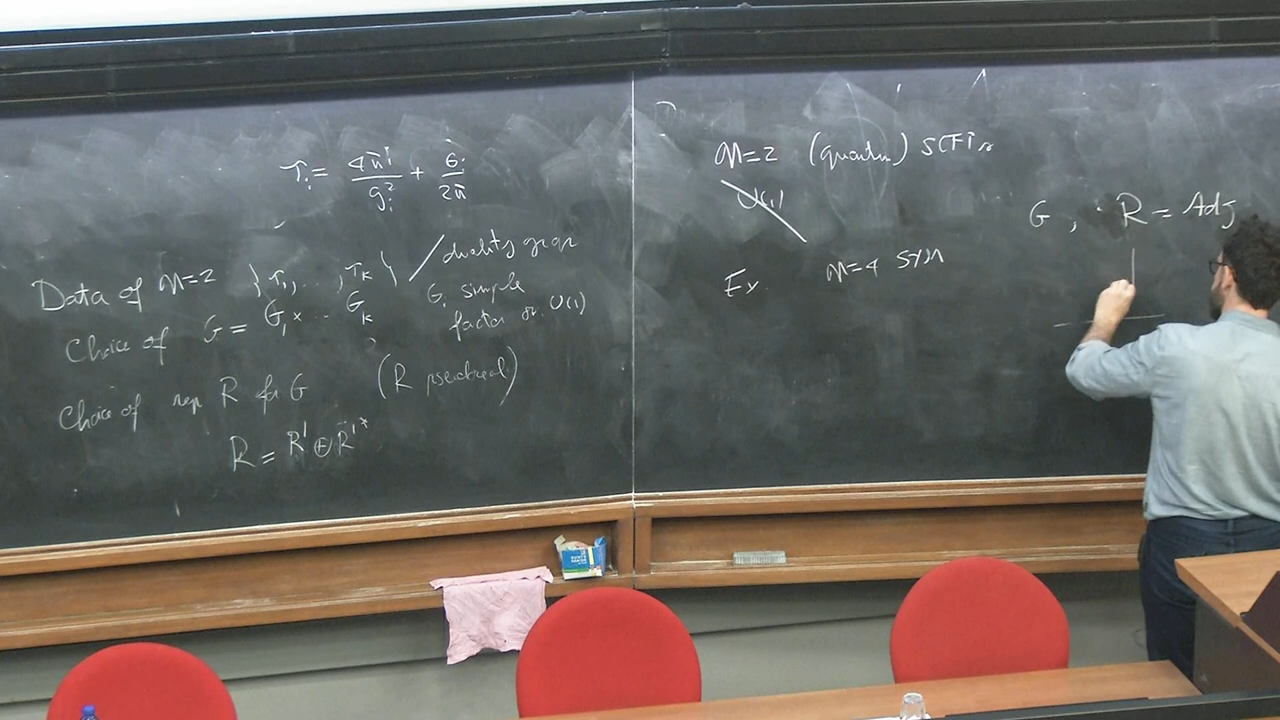 τᵢ = 4πi/gᵢ² + θᵢ/2π
Data of N=2 {τ₁, ..., τₖ} / duality group
Choice of G = G₁ × ... Gₖ Gᵢ simple
factor or U(1)
Choice of rep R for G (R pseudoreal)
R = R' ⊕ R'*
N=2 (quantum) SCFTs
U(1)
G, R = Adj
Ex. N=4 SYM